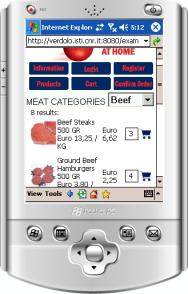 Internet Explor 5:12
http://verdolo.isti.cnr.it:8080/exam
AT HOME
Information Login Register
Products Cart Confirm Order
MEAT CATEGORIES Beef
8 results:
Beef Steaks
500 GR
Euro 13,25 /
KG
Euro
6,62
3
Ground Beef
Hamburgers
500 GR
Euro 3,80 /
Euro
2,25
4
View Tools